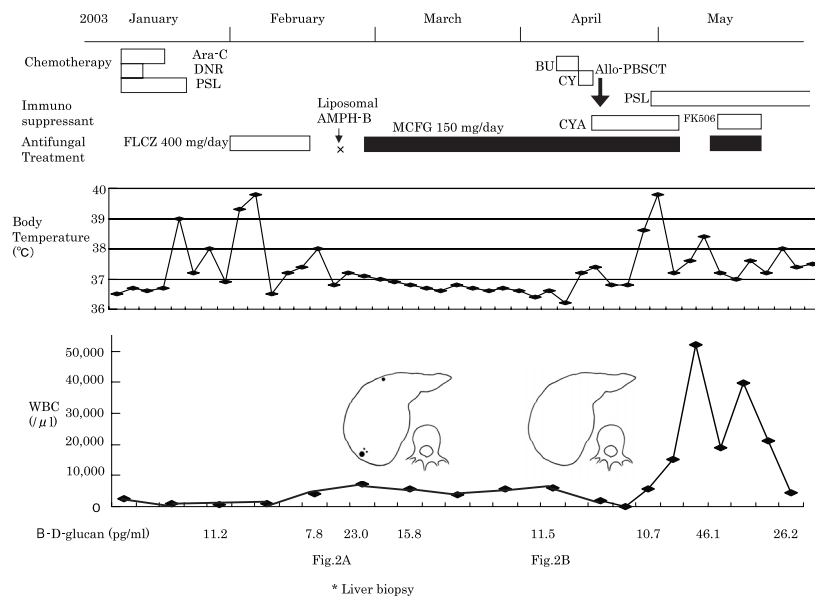 2003 January February March April May
Chemotherapy
Ara-C
DNR
PSL
BU
CY
Allo-PBSCT
PSL
Immuno
suppressant
CYA
FK506
Antifungal
Treatment
FLCZ 400 mg/day
Liposomal
AMPH-B
×
MCFG 150 mg/day
Body
Temperature
(℃)
40
39
38
37
36
WBC
(/μl)
50,000
40,000
30,000
20,000
10,000
0
B-D-glucan (pg/ml) 11.2 7.8 23.0 15.8 11.5 10.7 46.1 26.2
Fig.2A Fig.2B
* Liver biopsy